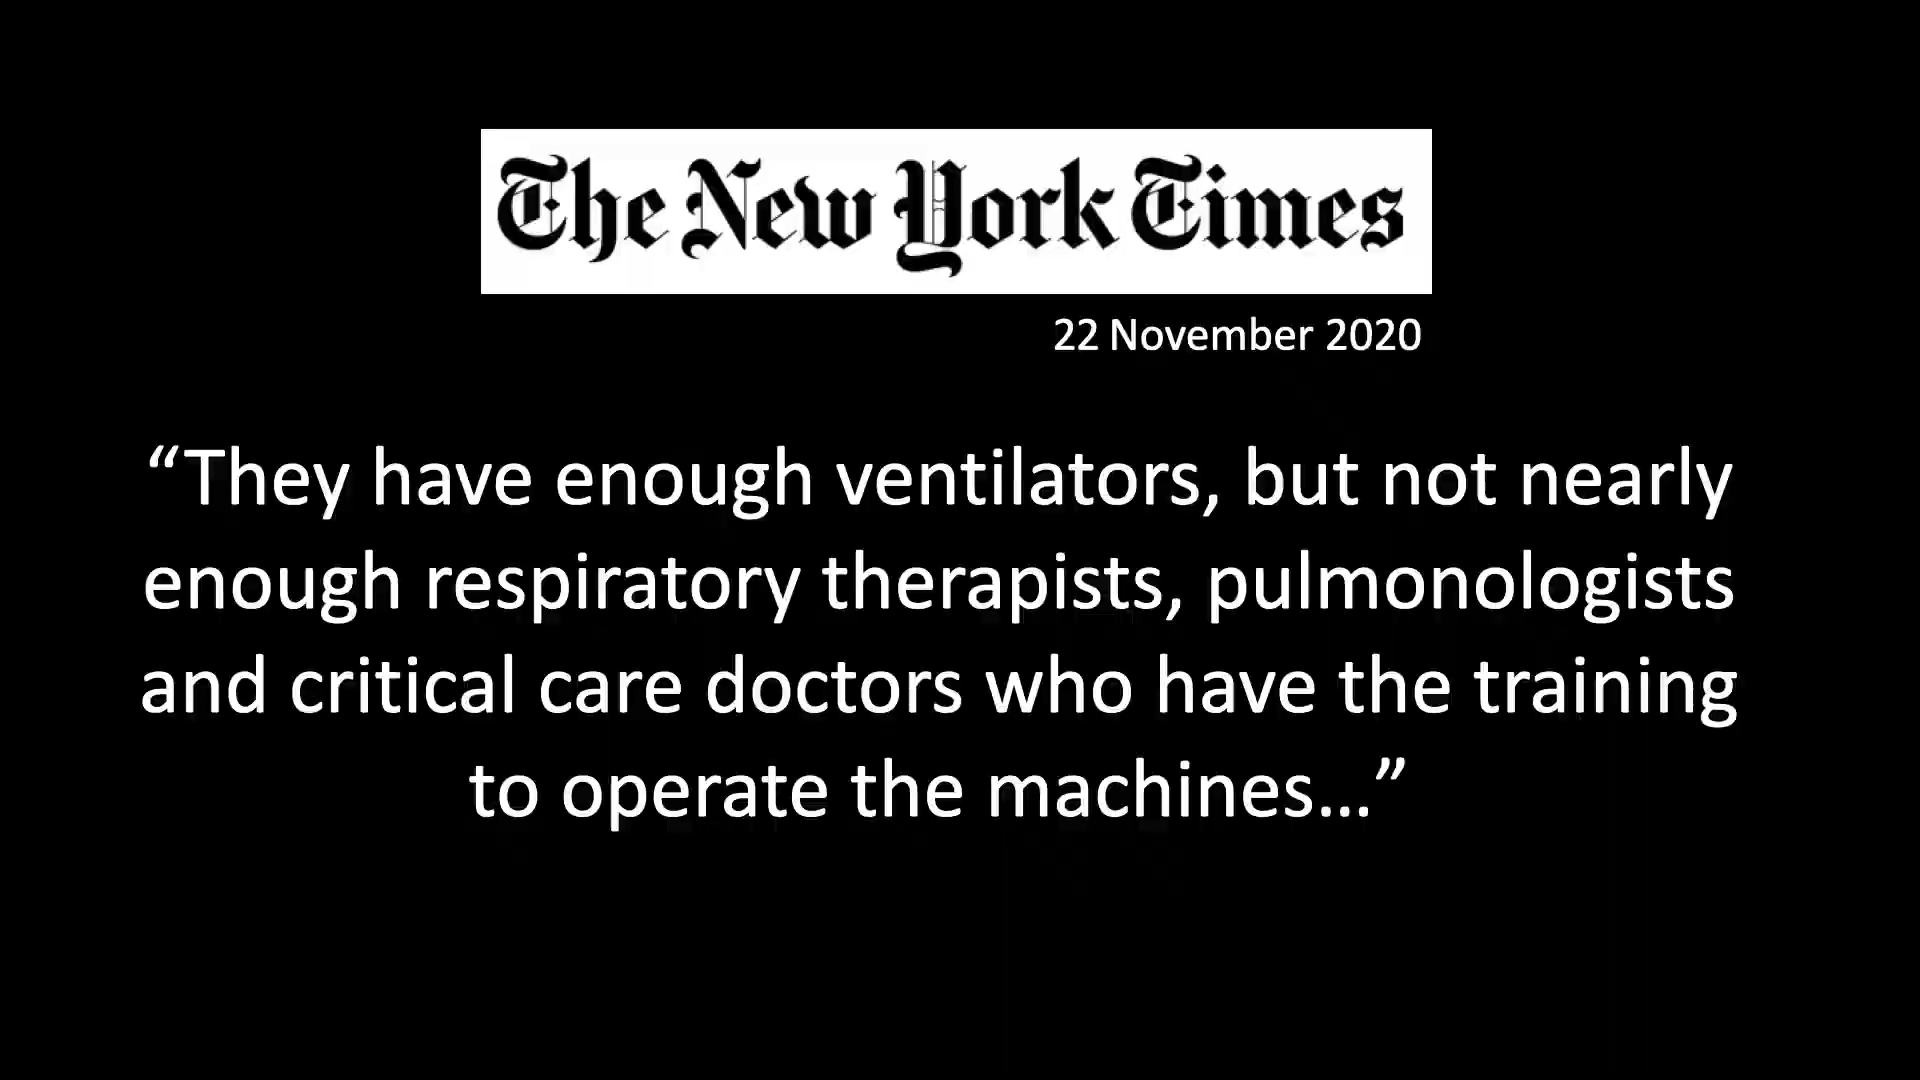 The New York Times
22 November 2020
“They have enough ventilators, but not nearly
enough respiratory therapists, pulmonologists
and critical care doctors who have the training
to operate the machines…”